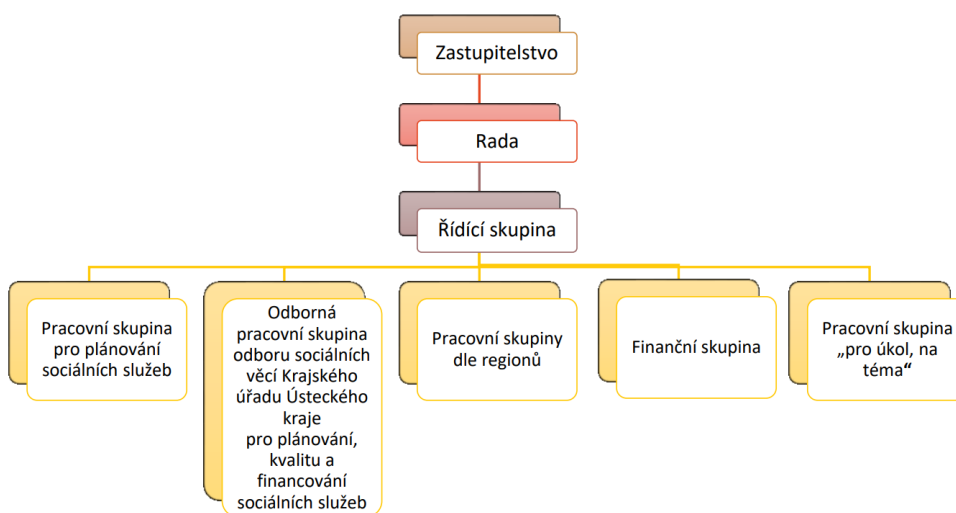 Zastupitelstvo
Rada
Řídící skupina
Pracovní skupina
pro plánování
sociálních služeb
Odborná
pracovní skupina
odboru sociálních
věcí Krajského
úřadu Ústeckého
kraje
pro plánování,
kvalitu a
financování
sociálních služeb
Pracovní skupiny
dle regionů
Finanční skupina
Pracovní skupina
„pro úkol, na
téma“